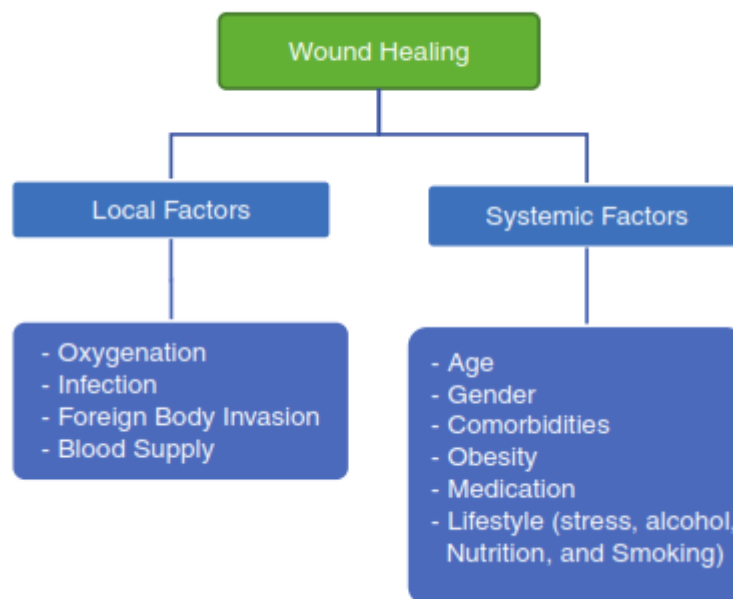 Wound Healing
Local Factors
Systemic Factors
- Oxygenation
- Infection
- Foreign Body Invasion
- Blood Supply
- Age
- Gender
- Comorbidities
- Obesity
- Medication
- Lifestyle (stress, alcohol,
Nutrition, and Smoking)